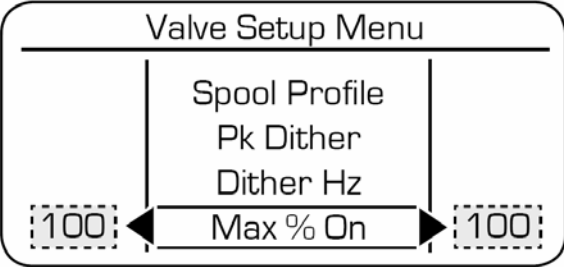 Valve Setup Menu
Spool Profile
Pk Dither
Dither Hz
100 Max % On 100